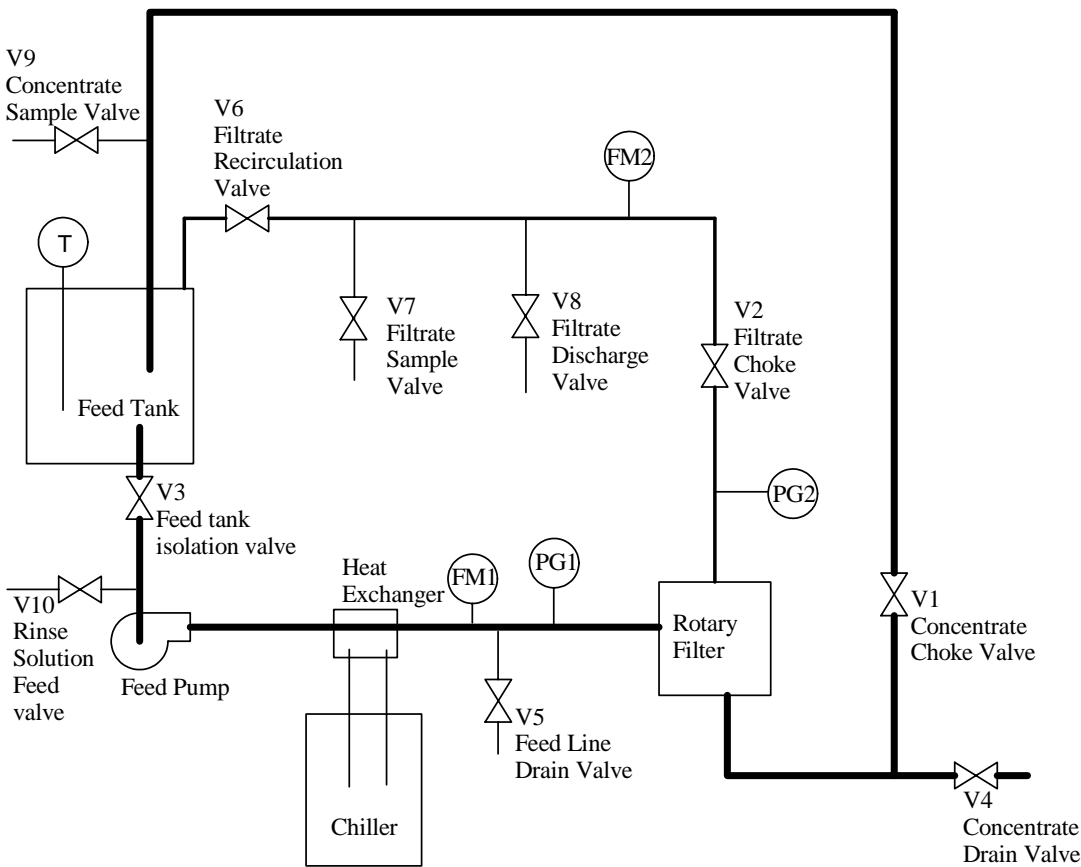 V9
Concentrate
Sample Valve
V6
Filtrate
Recirculation
Valve
FM2
T
V7
Filtrate
Sample
Valve
V8
Filtrate
Discharge
Valve
V2
Filtrate
Choke
Valve
Feed Tank
V3
Feed tank
isolation valve
PG2
Heat
Exchanger
FM1
PG1
V10
Rinse
Solution
Feed
valve
Feed Pump
Rotary
Filter
V1
Concentrate
Choke Valve
V5
Feed Line
Drain Valve
Chiller
V4
Concentrate
Drain Valve